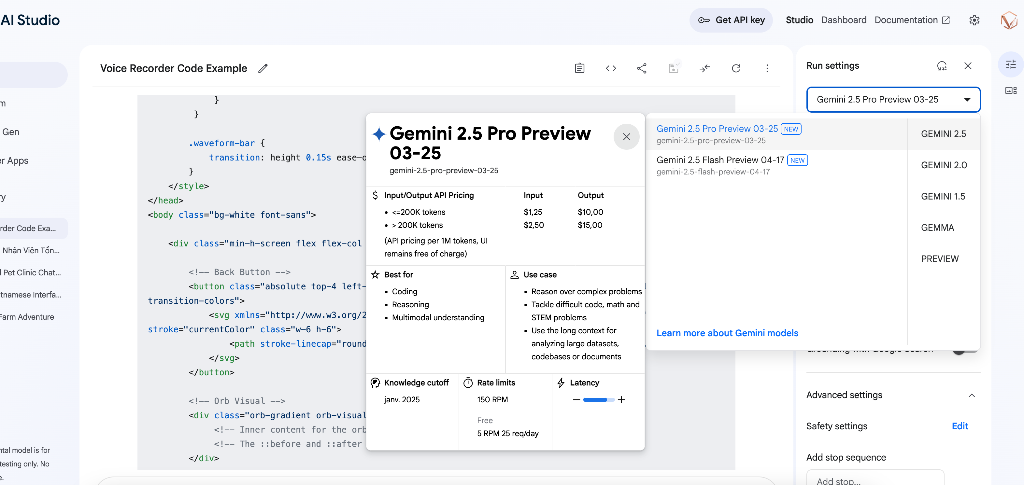 AI Studio
Get API key
Studio
Dashboard
Documentation
Gen
er Apps
rder Code Exa...
Nhân Viên Tổn...
Pet Clinic Chat...
tnamese Interfa...
Farm Adventure
ntal model is for
testing only. No
Voice Recorder Code Example
}
}
.waveform-bar {
transition: height 0.15s ease-o
}
</style>
</head>
<body class="bg-white font-sans">
<div class="min-h-screen flex flex-col
<!-- Back Button -->
<button class="absolute top-4 left-
transition-colors">
<svg xmlns="http://www.w3.org/2
stroke="currentColor" class="w-6 h-6">
<path stroke-linecap="round
</svg>
</button>
<!-- Orb Visual -->
<div class="orb-gradient orb-visual
<!-- Inner content for the orb
<!-- The ::before and ::after
</div>
Gemini 2.5 Pro Preview
03-25
gemini-2.5-pro-preview-03-25
Input/Output API Pricing Input Output
• <=200K tokens $1,25 $10,00
• > 200K tokens $2,50 $15,00
(API pricing per 1M tokens, UI
remains free of charge)
Best for
• Coding
• Reasoning
• Multimodal understanding
Use case
• Reason over complex problems
• Tackle difficult code, math and
STEM problems
• Use the long context for
analyzing large datasets,
codebases or documents
Knowledge cutoff
janv. 2025
Rate limits
150 RPM
Free
5 RPM 25 req/day
Latency
Run settings
Gemini 2.5 Pro Preview 03-25
Gemini 2.5 Pro Preview 03-25 NEW
gemini-2.5-pro-preview-03-25
Gemini 2.5 Flash Preview 04-17 NEW
gemini-2.5-flash-preview-04-17
Learn more about Gemini models
GEMINI 2.5
GEMINI 2.0
GEMINI 1.5
GEMMA
PREVIEW
Grounding with Google Search
Advanced settings
Safety settings
Edit
Add stop sequence
Add stop...